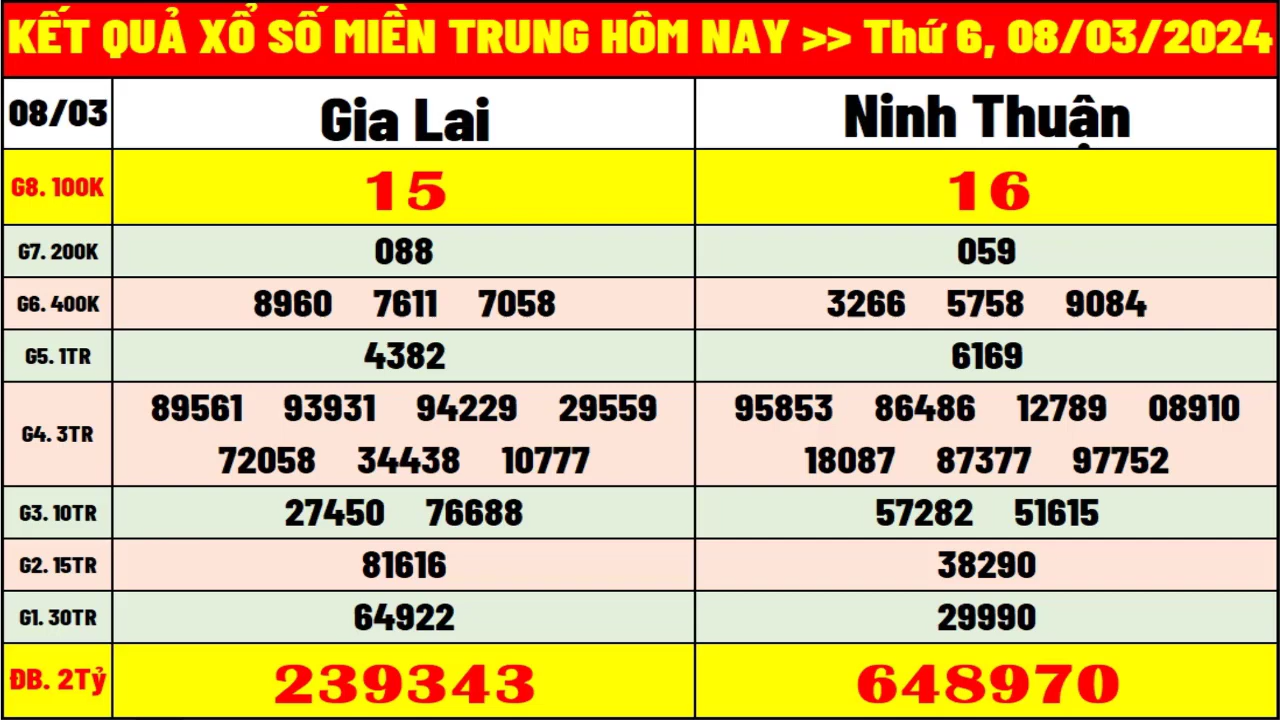 KẾT QUẢ XỔ SỐ MIỀN TRUNG HÔM NAY >> Thứ 6, 08/03/2024
08/03 Gia Lai Ninh Thuận
G8. 100K 15 16
G7. 200K 088 059
G6. 400K 8960 7611 7058 3266 5758 9084
G5. 1TR 4382 6169
G4. 3TR 89561 93931 94229 29559 95853 86486 12789 08910
72058 34438 10777 18087 87377 97752
G3. 10TR 27450 76688 57282 51615
G2. 15TR 81616 38290
G1. 30TR 64922 29990
ĐB. 2Tỷ 239343 648970